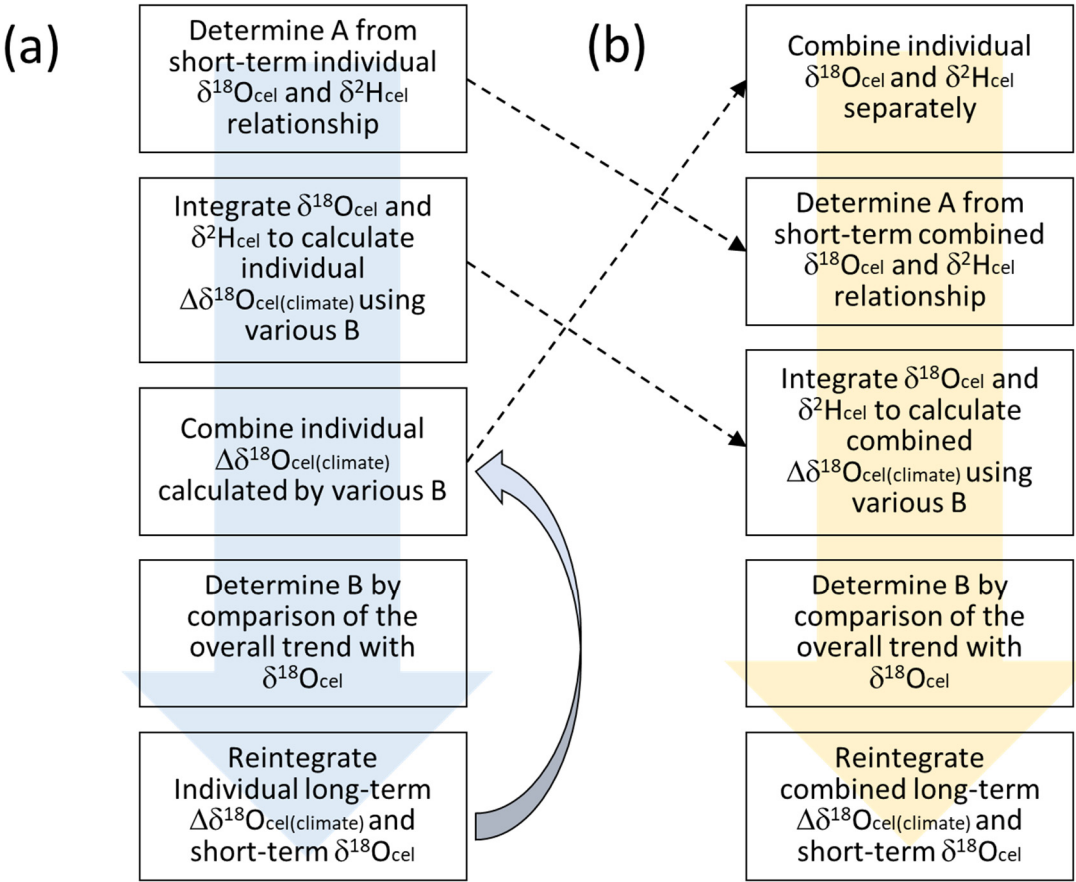 (a)
Determine A from
short-term individual
δ¹⁸Ocel and δ²Hcel
relationship
Integrate δ¹⁸Ocel and
δ²Hcel to calculate
individual
Δδ¹⁸Ocel(climate) using
various B
Combine individual
Δδ¹⁸Ocel(climate)
calculated by various B
Determine B by
comparison of the
overall trend with
δ¹⁸Ocel
Reintegrate
Individual long-term
Δδ¹⁸Ocel(climate) and
short-term δ¹⁸Ocel
(b)
Combine individual
δ¹⁸Ocel and δ²Hcel
separately
Determine A from
short-term combined
δ¹⁸Ocel and δ²Hcel
relationship
Integrate δ¹⁸Ocel and
δ²Hcel to calculate
combined
Δδ¹⁸Ocel(climate) using
various B
Determine B by
comparison of the
overall trend with
δ¹⁸Ocel
Reintegrate
combined long-term
Δδ¹⁸Ocel(climate) and
short-term δ¹⁸Ocel